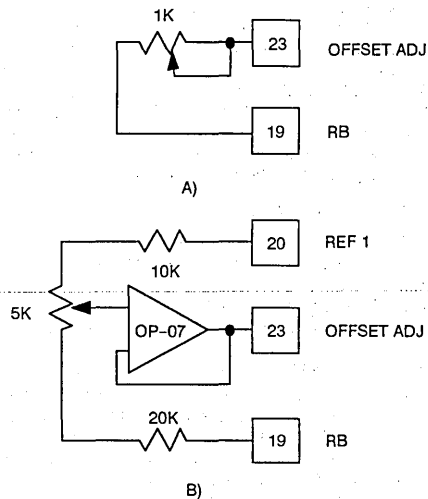 1K
23 OFFSET ADJ
19 RB
A)
20 REF 1
10K
5K
OP-07
23 OFFSET ADJ
20K
19 RB
B)